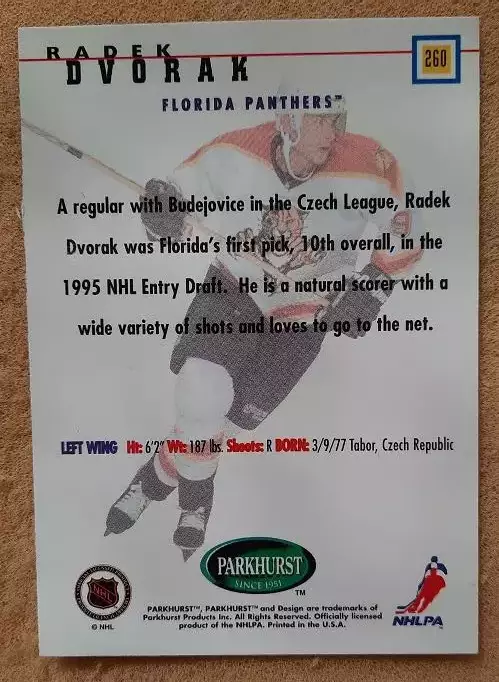 RADEK
DVORAK
260
FLORIDA PANTHERS™
A regular with Budejovice in the Czech League, Radek
Dvorak was Florida's first pick, 10th overall, in the
1995 NHL Entry Draft. He is a natural scorer with a
wide variety of shots and loves to go to the net.
LEFT WING Ht: 6'2" Wt: 187 lbs. Shoots: R BORN: 3/9/77 Tabor, Czech Republic
PARKHURST
SINCE 1951
™
NHL
© NHL
PARKHURST™, PARKHURST™ and Design are trademarks of
Parkhurst Products Inc. All Rights Reserved. Officially licensed
product of the NHLPA. Printed in the U.S.A.
NHLPA™